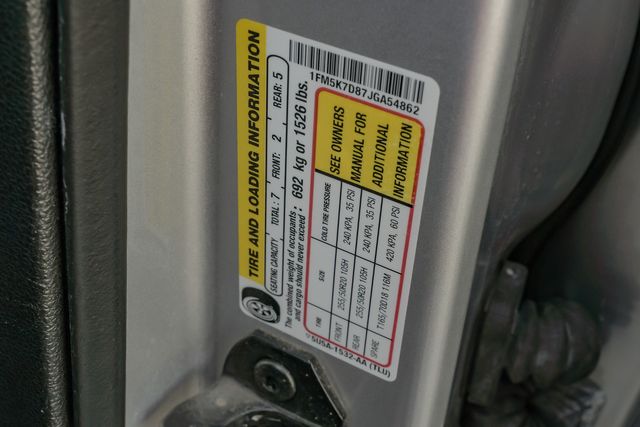 1FM5K7D87JGA54862
TIRE AND LOADING INFORMATION
SEATING CAPACITY TOTAL: 7 FRONT: 2 REAR: 5
The combined weight of occupants
and cargo should never exceed: 692 kg or 1526 lbs.
TIRE SIZE COLD TIRE PRESSURE
FRONT 255/50R20 105H 240 KPA, 35 PSI
REAR 255/50R20 105H 240 KPA, 35 PSI
SPARE T165/70D18 116M 420 KPA, 60 PSI
SEE OWNERS
MANUAL FOR
ADDITIONAL
INFORMATION
5U5A-1532-AA (TLU)